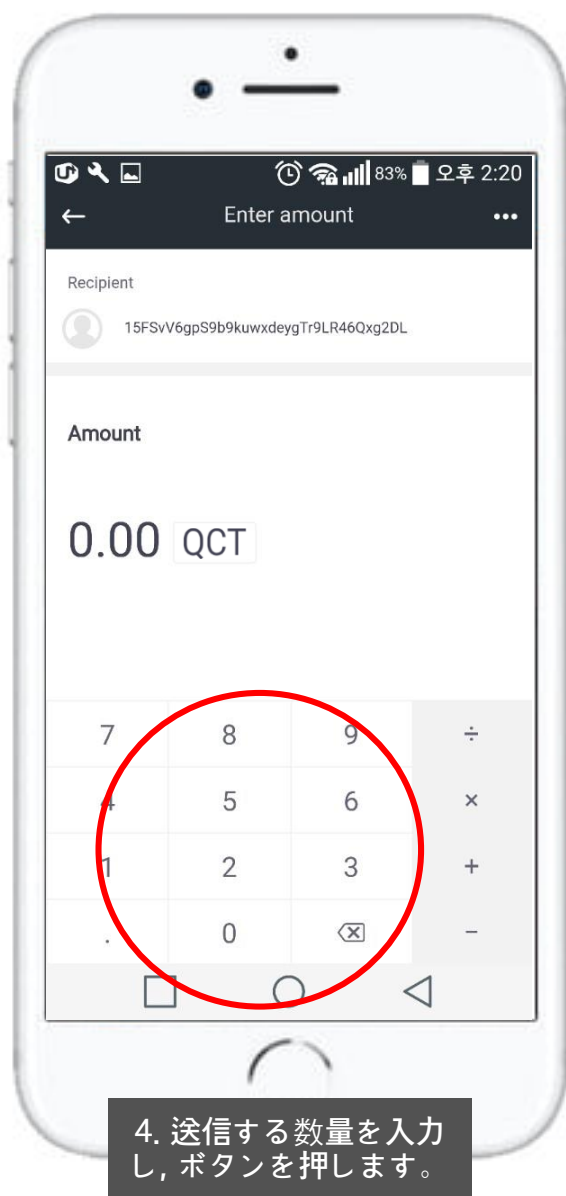 83% 오후 2:20
Enter amount
Recipient
15FSvV6gpS9b9kuwxdeygTr9LR46Qxg2DL
Amount
0.00 QCT
7 8 9 ÷
4 5 6 ×
1 2 3 +
. 0 −
4. 送信する数量を入力
し, ボタンを押します。